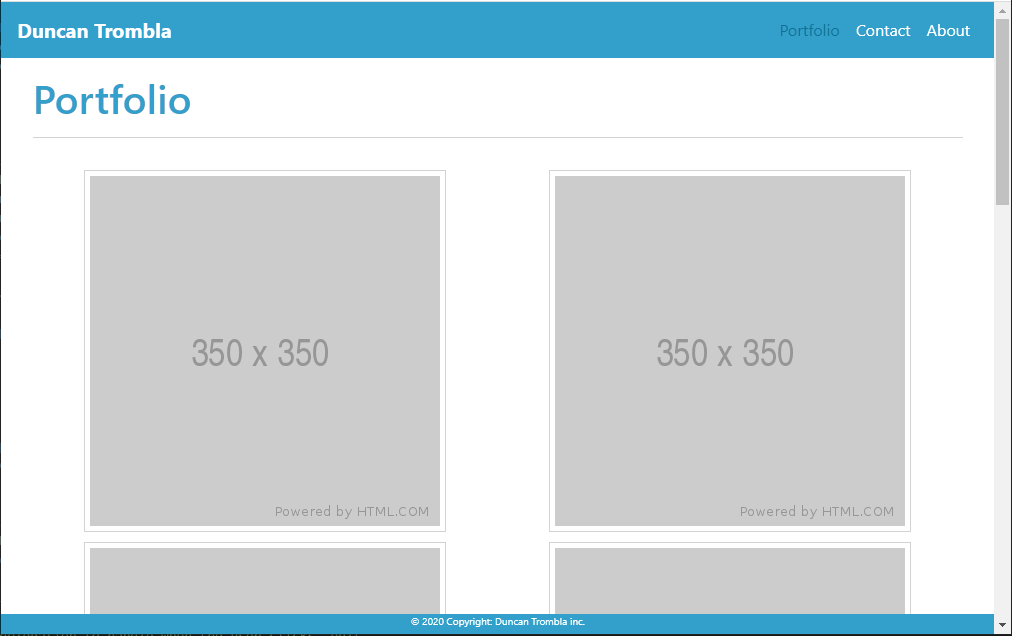 Duncan Trombla
Portfolio Contact About
Portfolio
350 x 350
Powered by HTML.COM
350 x 350
Powered by HTML.COM
© 2020 Copyright: Duncan Trombla inc.